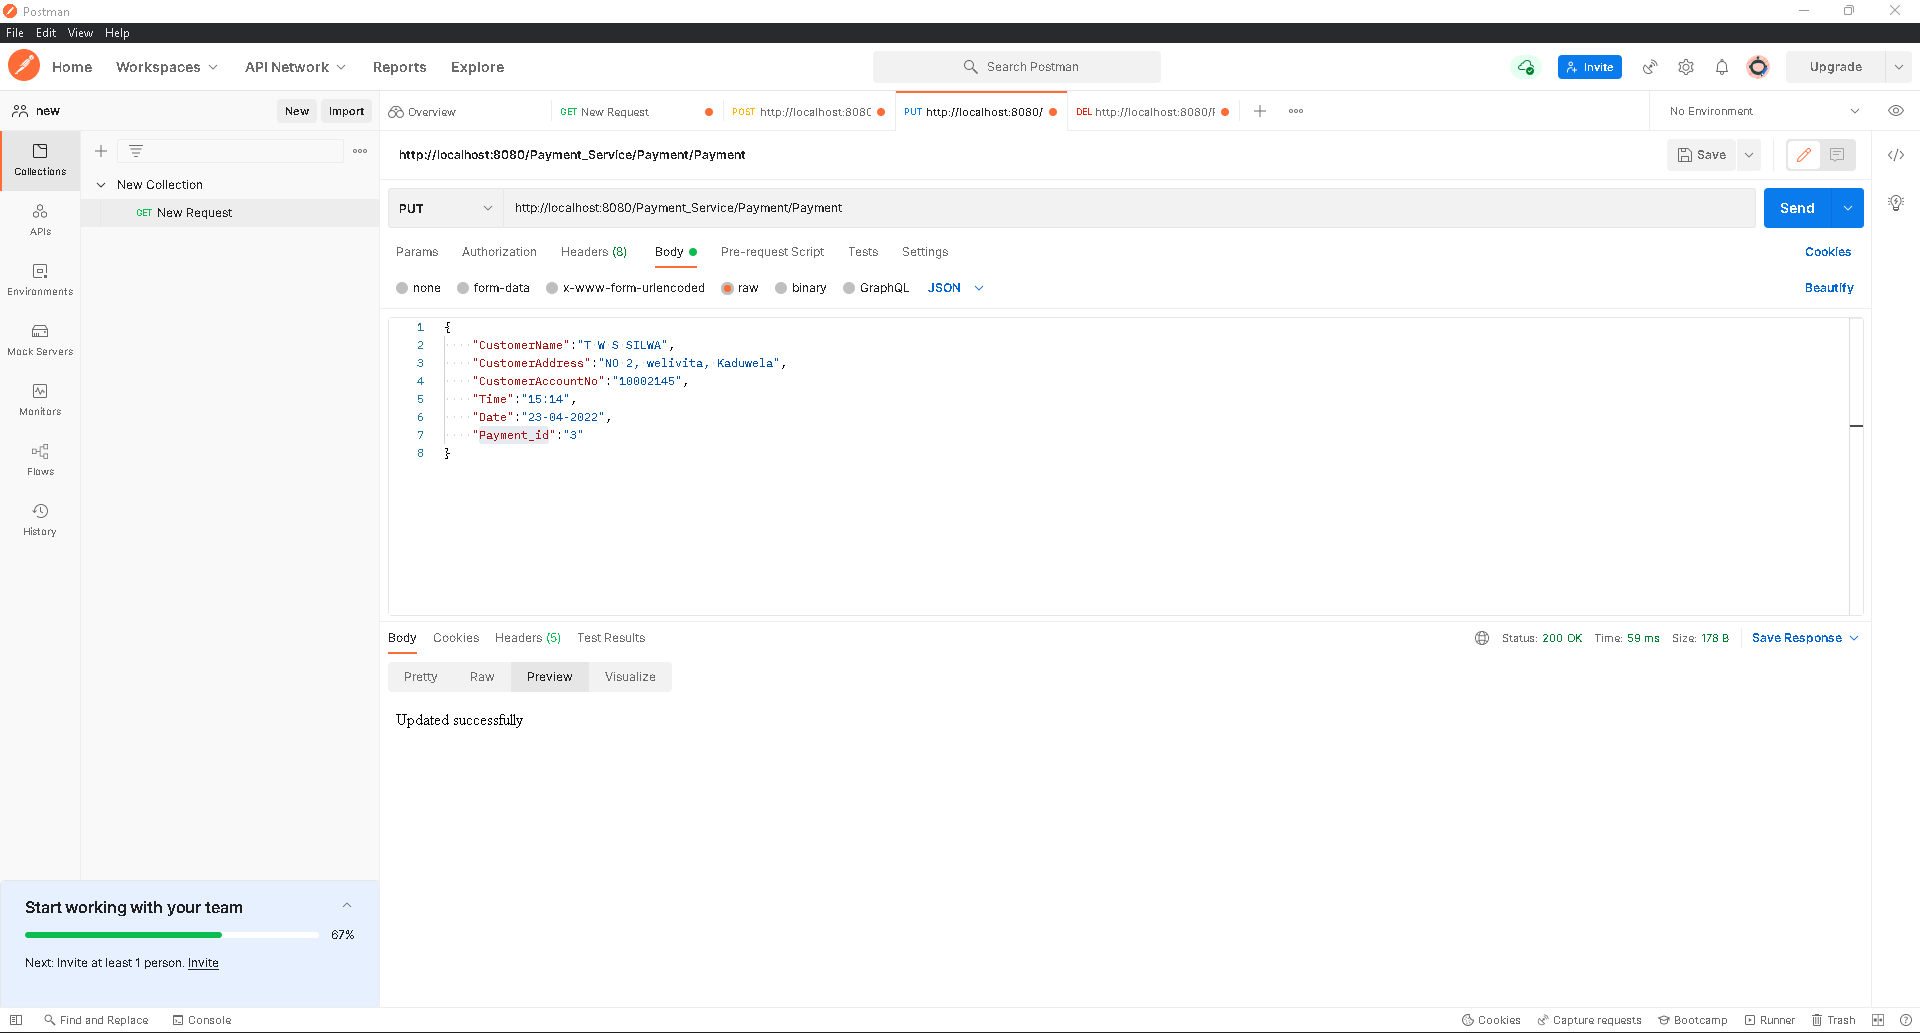 Postman
File Edit View Help
Home Workspaces API Network Reports Explore Search Postman Invite Upgrade
new New Import Overview GET New Request POST http://localhost:8080 PUT http://localhost:8080/ DEL http://localhost:8080/ No Environment
http://localhost:8080/Payment_Service/Payment/Payment Save
Collections
New Collection
GET New Request
APIs
Environments
Mock Servers
Monitors
Flows
History
PUT http://localhost:8080/Payment_Service/Payment/Payment Send
Params Authorization Headers (8) Body Pre-request Script Tests Settings Cookies
none form-data x-www-form-urlencoded raw binary GraphQL JSON Beautify
1 {
2 "CustomerName":"T W S SILWA",
3 "CustomerAddress":"NO 2, welivita, Kaduwela",
4 "CustomerAccountNo":"10002145",
5 "Time":"15:14",
6 "Date":"23-04-2022",
7 "Payment_id":"3"
8 }
Body Cookies Headers (5) Test Results Status: 200 OK Time: 59 ms Size: 178 B Save Response
Pretty Raw Preview Visualize
Updated successfully
Start working with your team
67%
Next: Invite at least 1 person. Invite
Find and Replace Console Cookies Capture requests Bootcamp Runner Trash